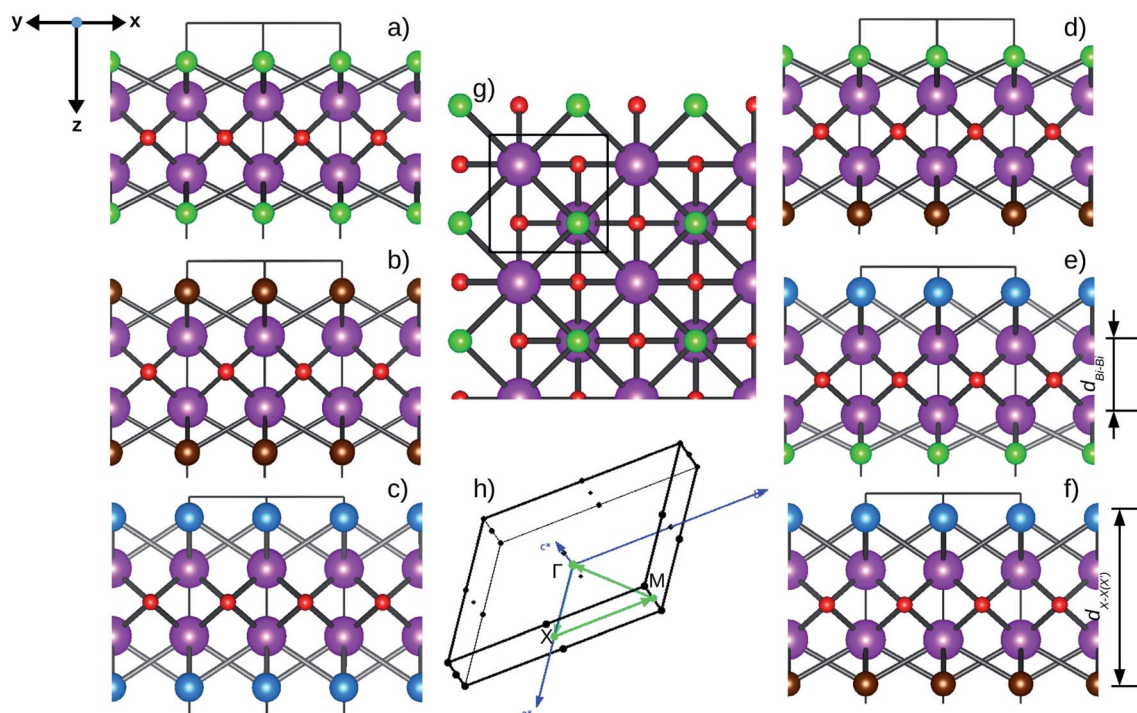 y x
z
a)
b)
c)
g)
h)
c*
Γ
M
X
d)
e)
d Bi-Bi
f)
d X-X(X')